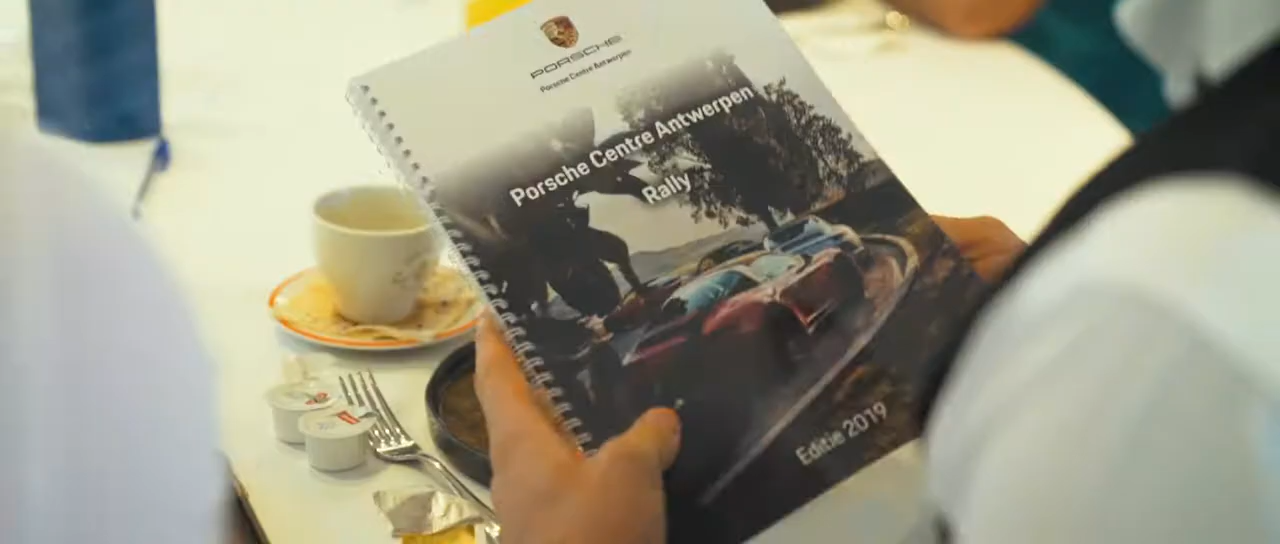 PORSCHE
Porsche Centre Antwerpen
Porsche Centre Antwerpen
Rally
Editie 2019